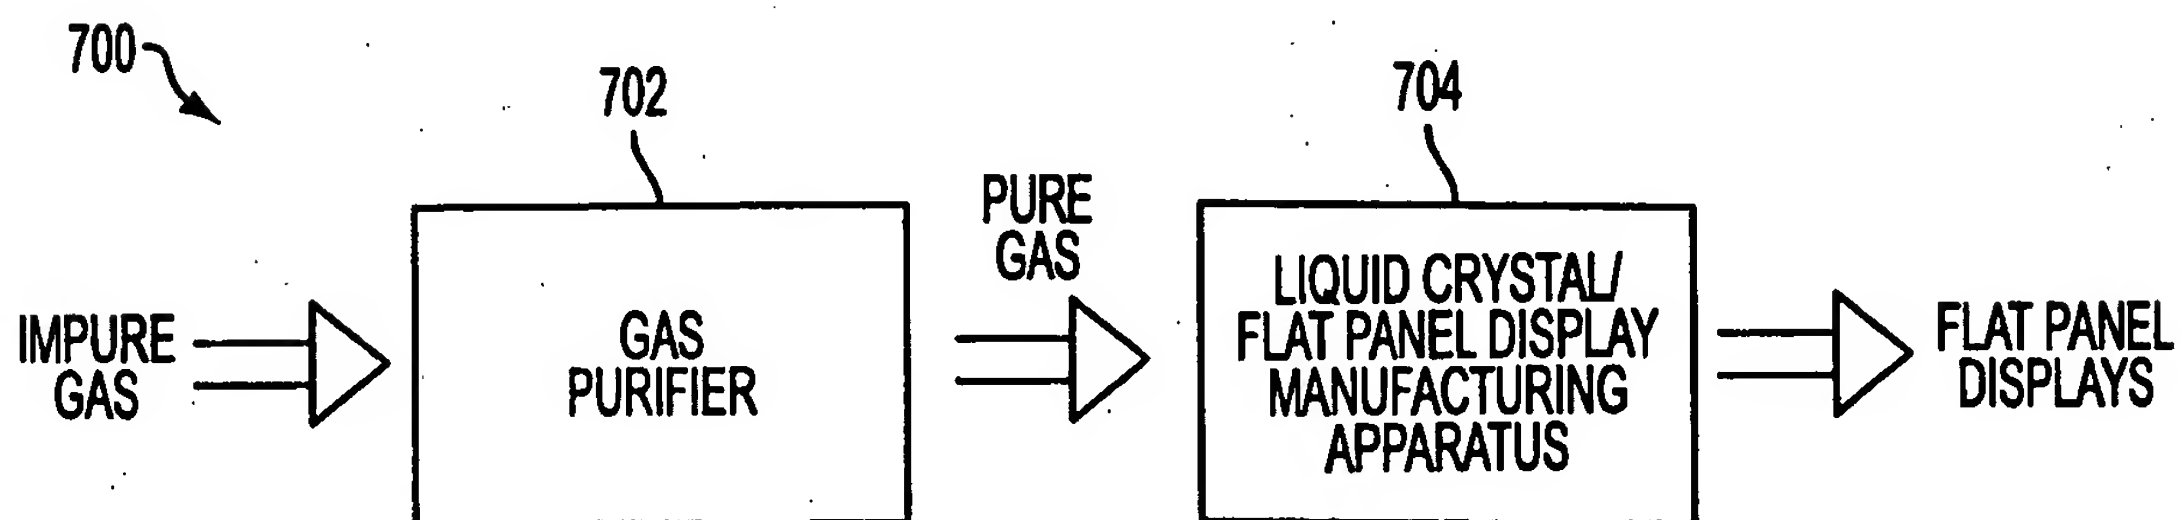 700
702
704
PURE
GAS
IMPURE
GAS
GAS
PURIFIER
LIQUID CRYSTAL/
FLAT PANEL DISPLAY
MANUFACTURING
APPARATUS
FLAT PANEL
DISPLAYS